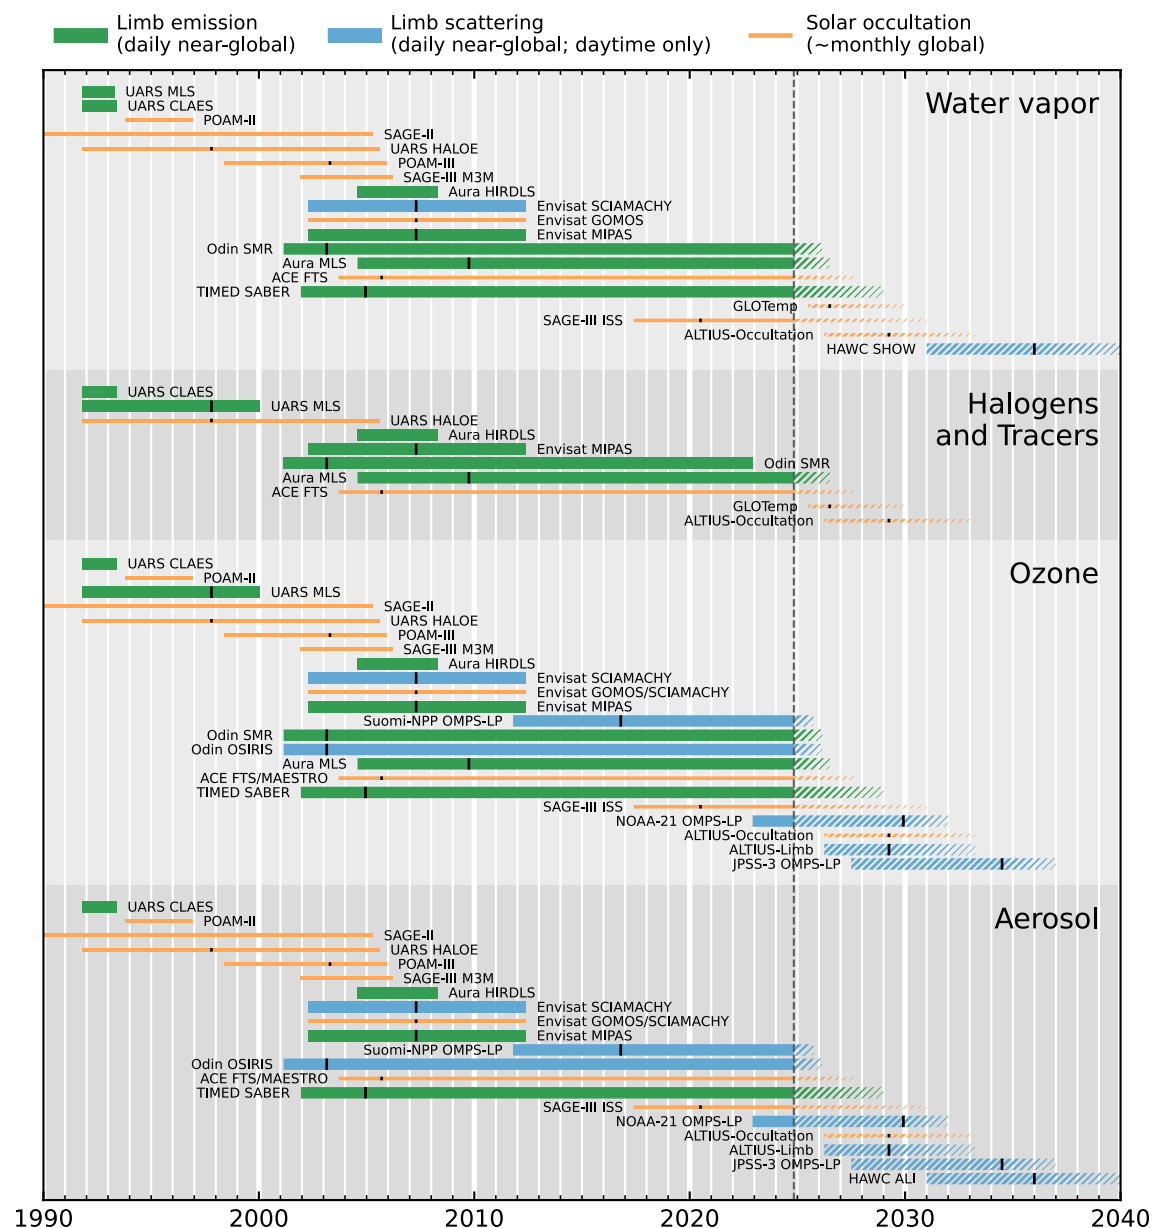 Limb emission
(daily near-global)
Limb scattering
(daily near-global; daytime only)
Solar occultation
(~monthly global)
Water vapor
UARS MLS
UARS CLAES
POAM-II
SAGE-II
UARS HALOE
POAM-III
SAGE-III M3M
Aura HIRDLS
Envisat SCIAMACHY
Envisat GOMOS
Envisat MIPAS
Odin SMR
Aura MLS
ACE FTS
TIMED SABER
GLOTemp
SAGE-III ISS
ALTIUS-Occultation
HAWC SHOW
Halogens
and Tracers
UARS CLAES
UARS MLS
UARS HALOE
Aura HIRDLS
Envisat MIPAS
Odin SMR
Aura MLS
ACE FTS
GLOTemp
ALTIUS-Occultation
Ozone
UARS CLAES
POAM-II
UARS MLS
SAGE-II
UARS HALOE
POAM-III
SAGE-III M3M
Aura HIRDLS
Envisat SCIAMACHY
Envisat GOMOS/SCIAMACHY
Envisat MIPAS
Suomi-NPP OMPS-LP
Odin SMR
Odin OSIRIS
Aura MLS
ACE FTS/MAESTRO
TIMED SABER
SAGE-III ISS
NOAA-21 OMPS-LP
ALTIUS-Occultation
ALTIUS-Limb
JPSS-3 OMPS-LP
Aerosol
UARS CLAES
POAM-II
SAGE-II
UARS HALOE
POAM-III
SAGE-III M3M
Aura HIRDLS
Envisat SCIAMACHY
Envisat GOMOS/SCIAMACHY
Envisat MIPAS
Suomi-NPP OMPS-LP
Odin OSIRIS
ACE FTS/MAESTRO
TIMED SABER
SAGE-III ISS
NOAA-21 OMPS-LP
ALTIUS-Occultation
ALTIUS-Limb
JPSS-3 OMPS-LP
HAWC ALI
1990 2000 2010 2020 2030 2040